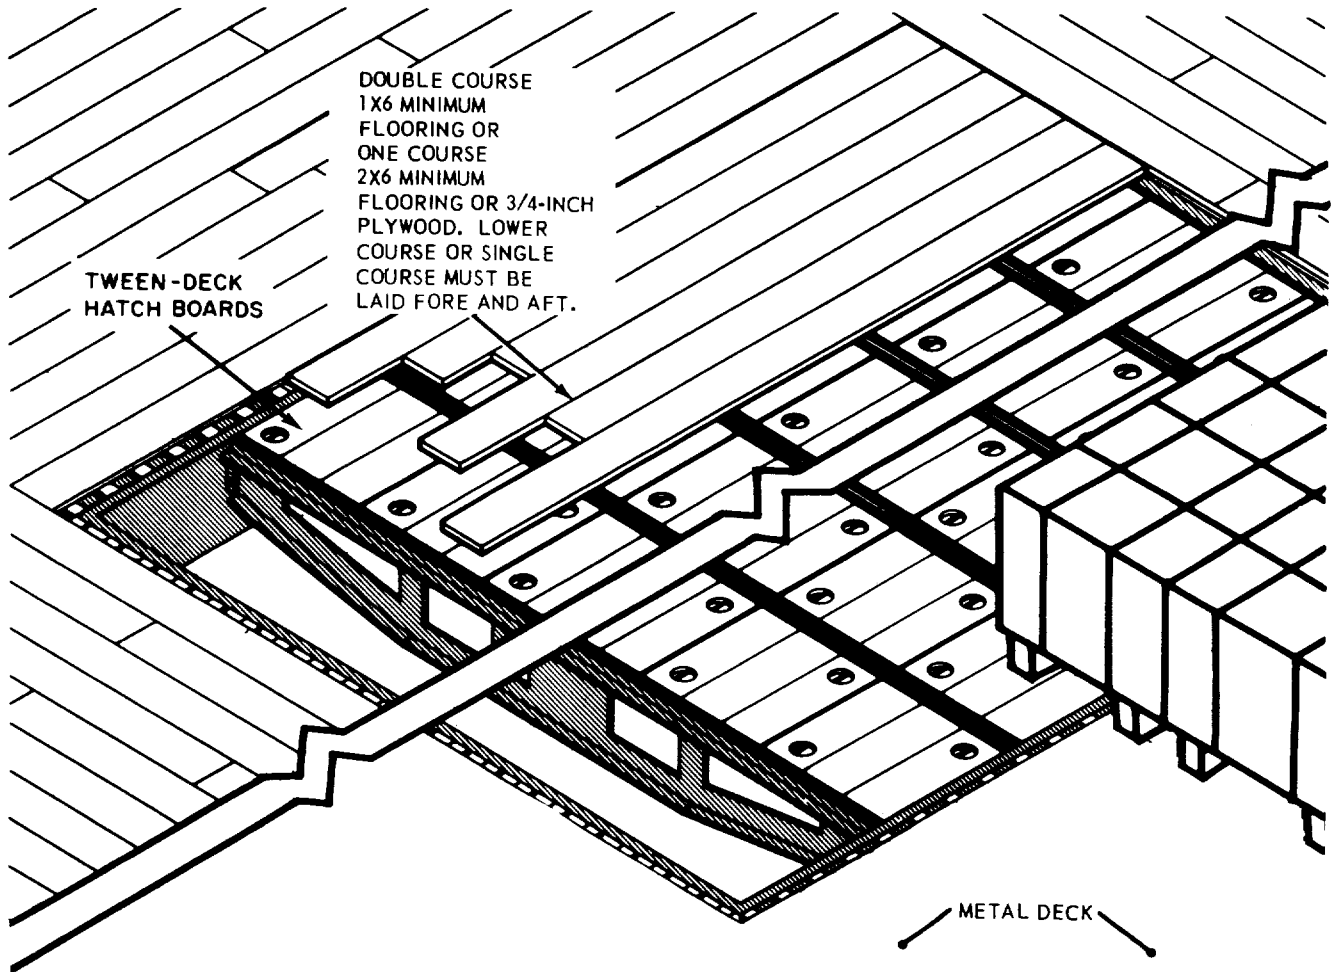 DOUBLE COURSE
1X6 MINIMUM
FLOORING OR
ONE COURSE
2X6 MINIMUM
FLOORING OR 3/4-INCH
PLYWOOD. LOWER
COURSE OR SINGLE
COURSE MUST BE
LAID FORE AND AFT.
TWEEN-DECK
HATCH BOARDS
METAL DECK